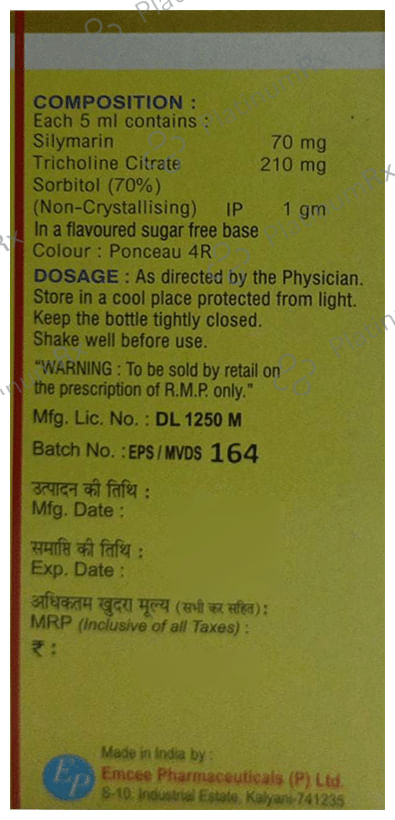 COMPOSITION :
Each 5 ml contains :
Silymarin 70 mg
Tricholine Citrate 210 mg
Sorbitol (70%)
(Non-Crystallising) IP 1 gm
In a flavoured sugar free base
Colour : Ponceau 4R
DOSAGE : As directed by the Physician.
Store in a cool place protected from light.
Keep the bottle tightly closed.
Shake well before use.
"WARNING : To be sold by retail on
the prescription of R.M.P. only."
Mfg. Lic. No. : DL 1250 M
Batch No. : EPS / MVDS 164
उत्पादन की तिथि :
Mfg. Date :
समाप्ति की तिथि :
Exp. Date :
अधिकतम खुदरा मूल्य (सभी कर सहित) :
MRP (Inclusive of all Taxes) :
₹ :
Made in India by :
EP Emcee Pharmaceuticals (P) Ltd.
8-10, Industrial Estate, Kalyani-741235